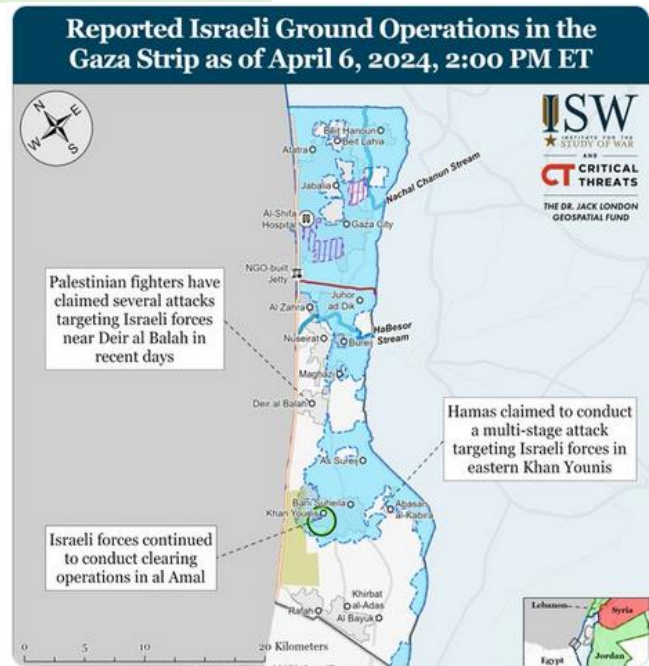 Reported Israeli Ground Operations in the
Gaza Strip as of April 6, 2024, 2:00 PM ET
N
E
W
S
ISW
INSTITUTE FOR THE
STUDY OF WAR
AND
CT CRITICAL
THREATS
THE DR. JACK LONDON
GEOSPATIAL FUND
Beit Hanoun
Beit Lahia
Atatra
Nachal Chanun Stream
Jabalia
Al-Shifa
Hospital
Gaza City
NGO-built
Jetty
Palestinian fighters have
claimed several attacks
targeting Israeli forces
near Deir al Balah in
recent days
Juhor
ad Dik
Al Zahra
HaBesor
Stream
Nuseirat
Bureij
Maghazi
Deir al Balah
Hamas claimed to conduct
a multi-stage attack
targeting Israeli forces in
eastern Khan Younis
As Sureij
Bani Suheila
Khan Younis
Abasan
al-Kabira
Israeli forces continued
to conduct clearing
operations in al Amal
Khirbat
al-Adas
Rafah
Al Bayuk
0 5 10 20 Kilometers
Lebanon
Syria
Jordan
Egypt